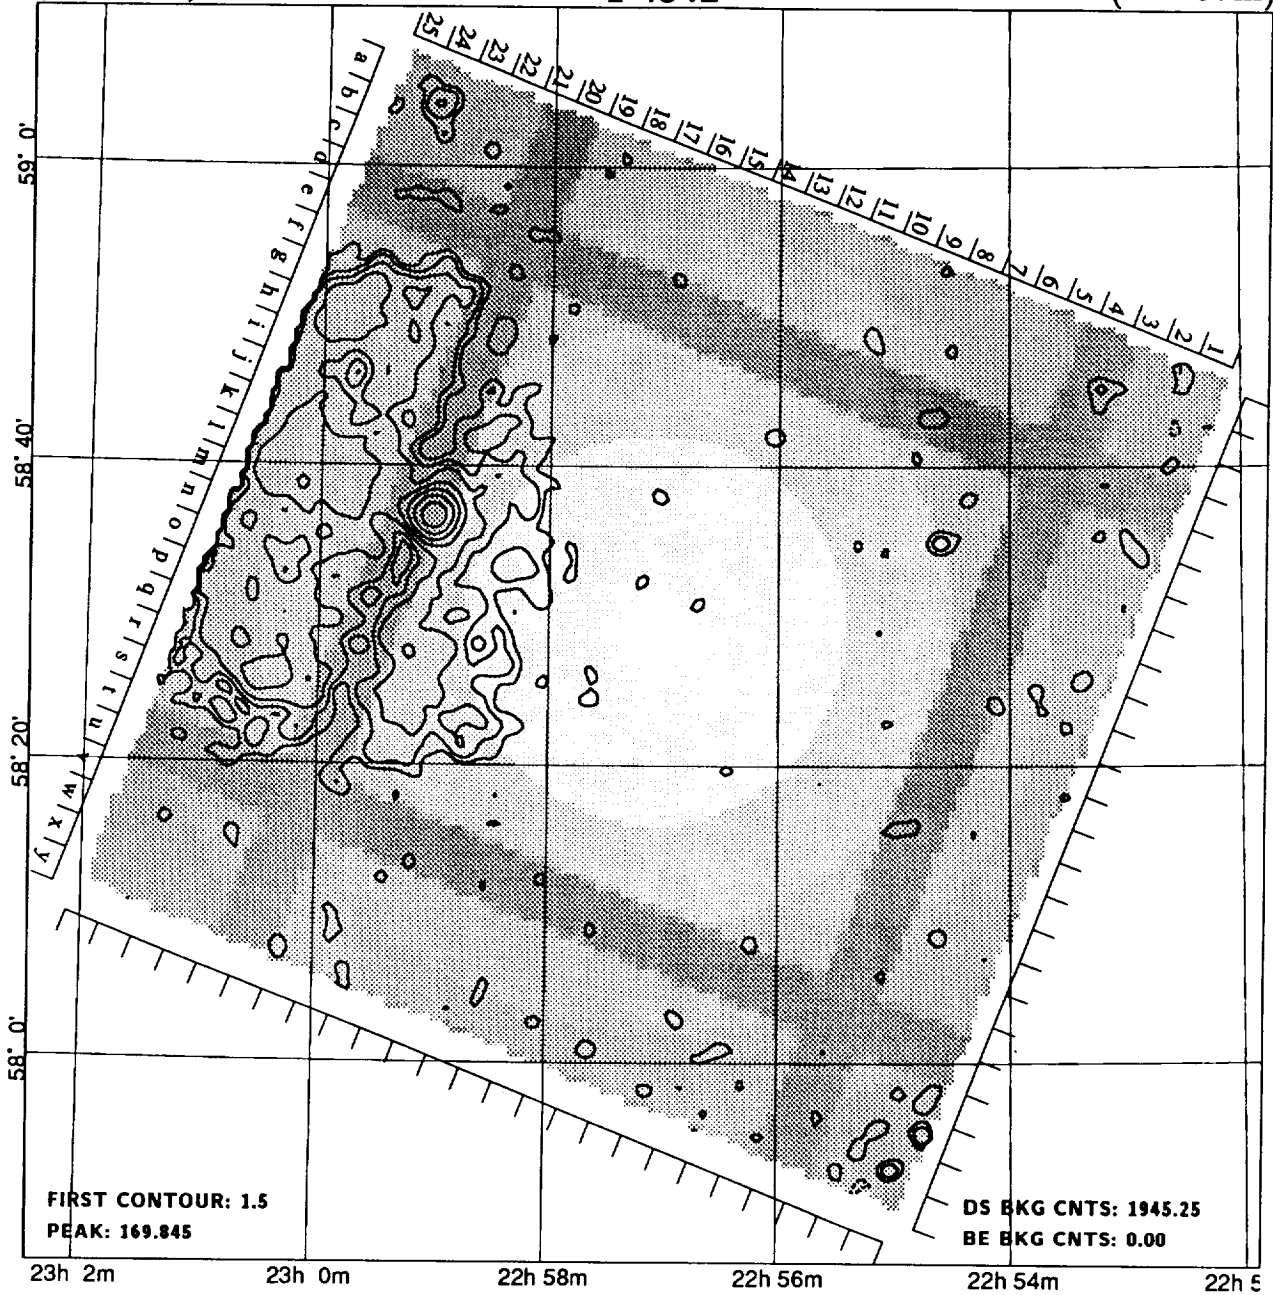 25 24 23 22 21 20 19 18 17 16 15 14 13 12 11 10 9 8 7 6 5 4 3 2 1
a b c d e f g h i j k l m n o p q r s t u w x y
59° 0'
58° 40'
58° 20'
58° 0'
FIRST CONTOUR: 1.5
PEAK: 169.845
DS BKG CNTS: 1945.25
BE BKG CNTS: 0.00
23h 2m 23h 0m 22h 58m 22h 56m 22h 54m 22h 5